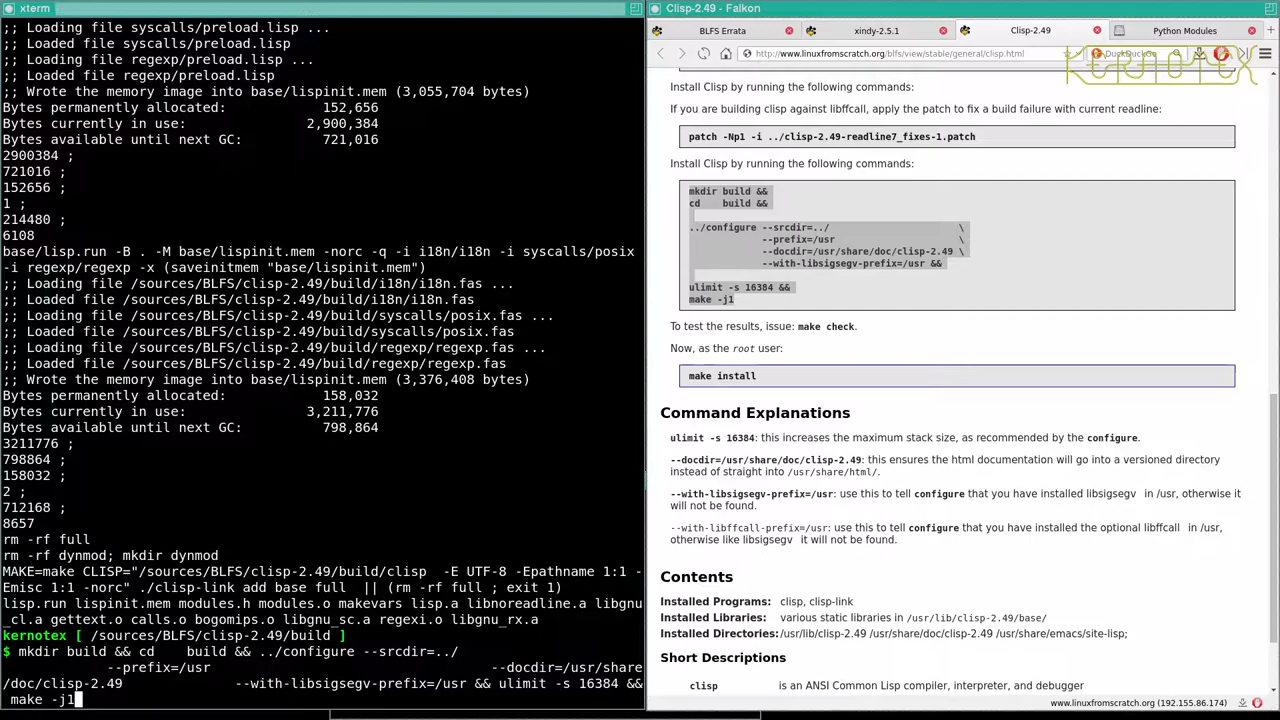 xterm
;; Loading file syscalls/preload.lisp ...
;; Loaded file syscalls/preload.lisp
;; Loading file regexp/preload.lisp ...
;; Loaded file regexp/preload.lisp
;; Wrote the memory image into base/lispinit.mem (3,055,704 bytes)
Bytes permanently allocated: 152,656
Bytes currently in use: 2,900,384
Bytes available until next GC: 721,016
2900384 ;
721016 ;
152656 ;
1 ;
214480 ;
6108
base/lisp.run -B . -M base/lispinit.mem -norc -q -i i18n/i18n -i syscalls/posix
-i regexp/regexp -x (saveinitmem "base/lispinit.mem")
;; Loading file /sources/BLFS/clisp-2.49/build/i18n/i18n.fas ...
;; Loaded file /sources/BLFS/clisp-2.49/build/i18n/i18n.fas
;; Loading file /sources/BLFS/clisp-2.49/build/syscalls/posix.fas ...
;; Loaded file /sources/BLFS/clisp-2.49/build/syscalls/posix.fas
;; Loading file /sources/BLFS/clisp-2.49/build/regexp/regexp.fas ...
;; Loaded file /sources/BLFS/clisp-2.49/build/regexp/regexp.fas
;; Wrote the memory image into base/lispinit.mem (3,376,408 bytes)
Bytes permanently allocated: 158,032
Bytes currently in use: 3,211,776
Bytes available until next GC: 798,864
3211776 ;
798864 ;
158032 ;
2 ;
712168 ;
8657
rm -rf full
rm -rf dynmod; mkdir dynmod
MAKE=make CLISP="/sources/BLFS/clisp-2.49/build/clisp -E UTF-8 -Epathname 1:1 -
Emisc 1:1 -norc" ./clisp-link add base full || (rm -rf full ; exit 1)
lisp.run lispinit.mem modules.h modules.o makevars lisp.a libnoreadline.a libgnu
_cl.a gettext.o calls.o bogomips.o libgnu_sc.a regexi.o libgnu_rx.a
kernotex [ /sources/BLFS/clisp-2.49/build ]
$ mkdir build && cd build && ../configure --srcdir=../
--prefix=/usr --docdir=/usr/share
/doc/clisp-2.49 --with-libsigsegv-prefix=/usr && ulimit -s 16384 &&
make -j1
Clisp-2.49 - Falkon
BLFS Errata
xindy-2.5.1
Clisp-2.49
Python Modules
http://www.linuxfromscratch.org/blfs/view/stable/general/clisp.html
DuckDuckGo
KERNOTEX
Install Clisp by running the following commands:
If you are building clisp against libffcall, apply the patch to fix a build failure with current readline:
patch -Np1 -i ../clisp-2.49-readline7_fixes-1.patch
Install Clisp by running the following commands:
mkdir build &&
cd build &&
../configure --srcdir=../ \
--prefix=/usr \
--docdir=/usr/share/doc/clisp-2.49 \
--with-libsigsegv-prefix=/usr &&
ulimit -s 16384 &&
make -j1
To test the results, issue: make check.
Now, as the root user:
make install
Command Explanations
ulimit -s 16384: this increases the maximum stack size, as recommended by the configure.
--docdir=/usr/share/doc/clisp-2.49: this ensures the html documentation will go into a versioned directory
instead of straight into /usr/share/html/.
--with-libsigsegv-prefix=/usr: use this to tell configure that you have installed libsigsegv in /usr, otherwise it
will not be found.
--with-libffcall-prefix=/usr: use this to tell configure that you have installed the optional libffcall in /usr,
otherwise like libsigsegv it will not be found.
Contents
Installed Programs: clisp, clisp-link
Installed Libraries: various static libraries in /usr/lib/clisp-2.49/base/
Installed Directories: /usr/lib/clisp-2.49 /usr/share/doc/clisp-2.49 /usr/share/emacs/site-lisp;
Short Descriptions
clisp is an ANSI Common Lisp compiler, interpreter, and debugger
www.linuxfromscratch.org (192.155.86.174)